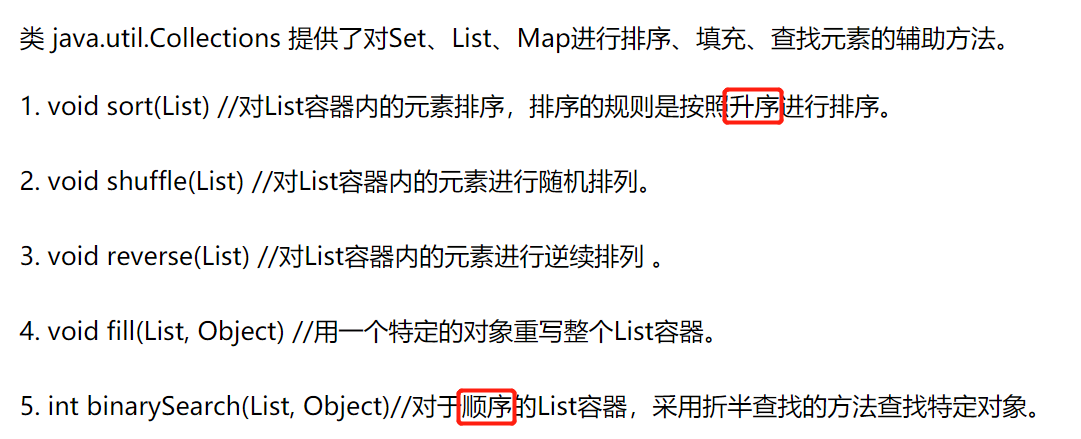 类 java.util.Collections 提供了对Set、List、Map进行排序、填充、查找元素的辅助方法。
1. void sort(List) //对List容器内的元素排序，排序的规则是按照升序进行排序。
2. void shuffle(List) //对List容器内的元素进行随机排列。
3. void reverse(List) //对List容器内的元素进行逆续排列 。
4. void fill(List, Object) //用一个特定的对象重写整个List容器。
5. int binarySearch(List, Object)//对于顺序的List容器，采用折半查找的方法查找特定对象。